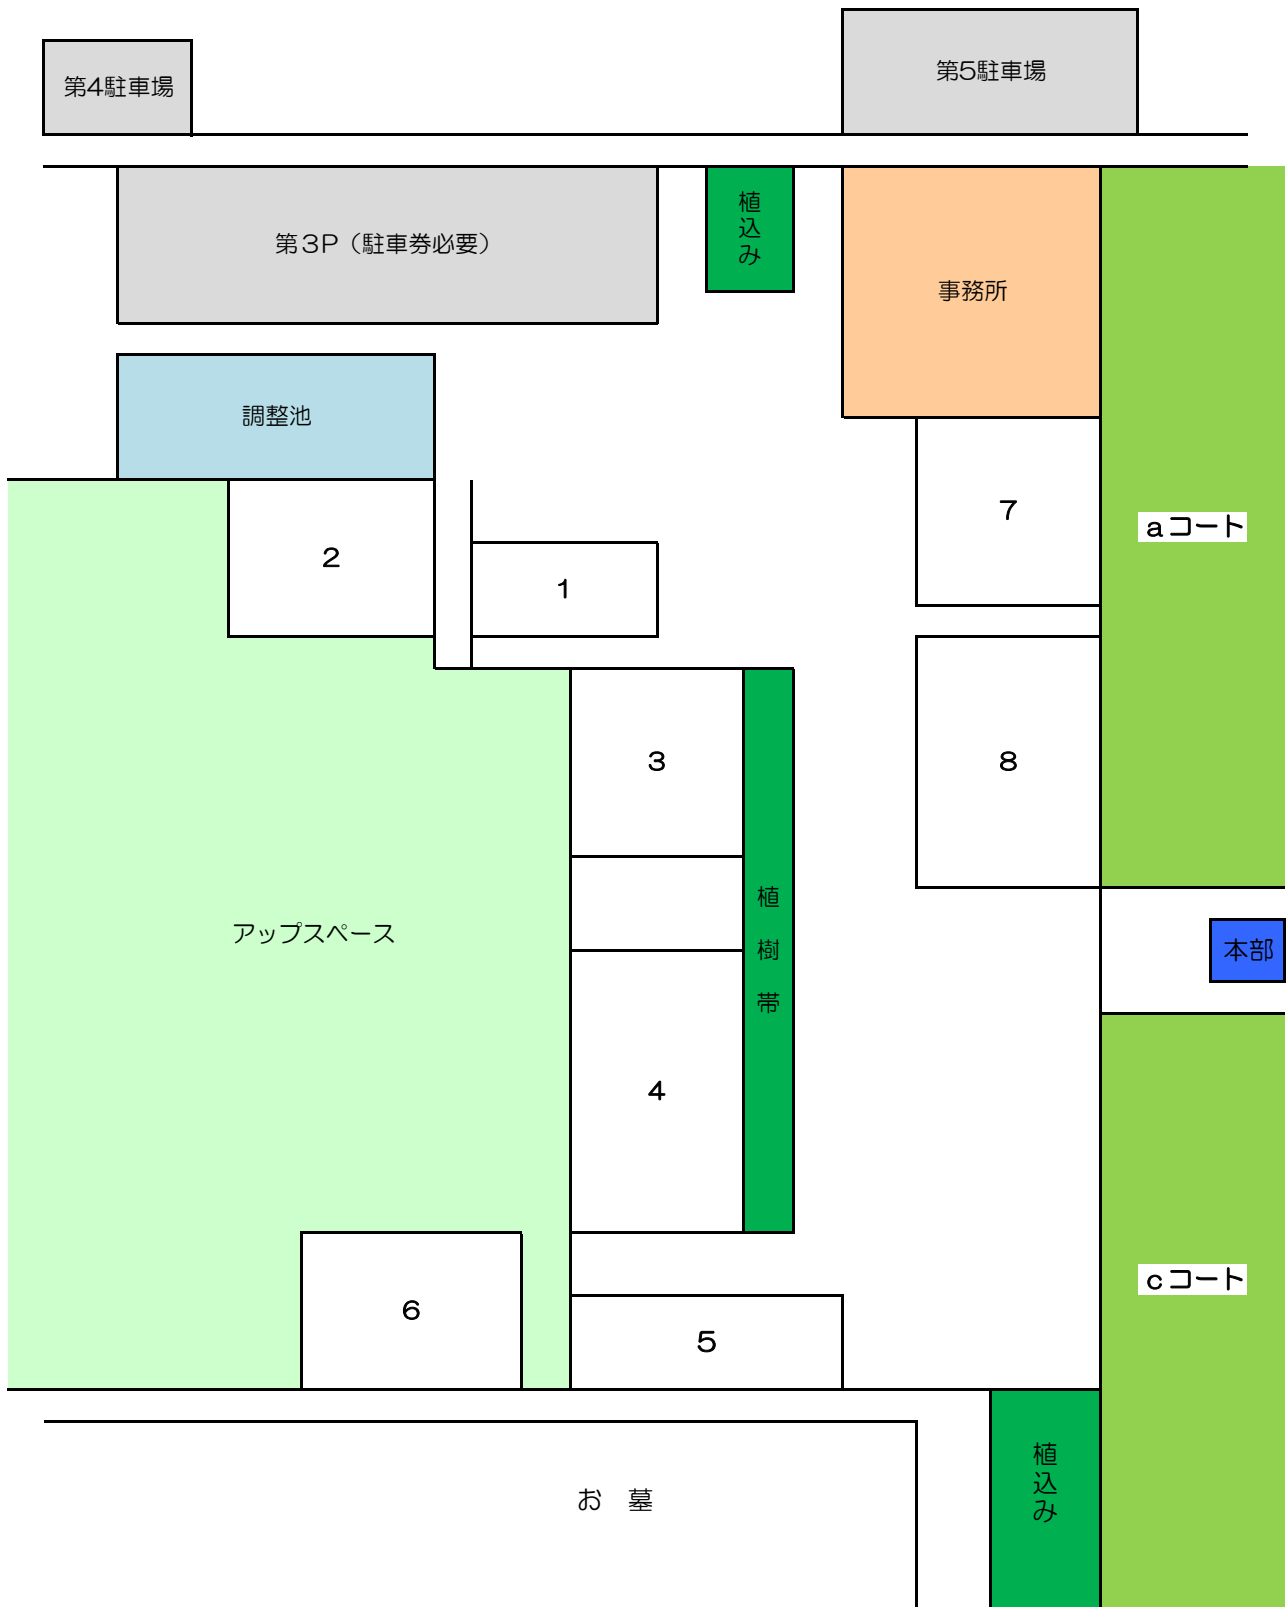 第4駐車場
第5駐車場
第３Ｐ（駐車券必要）
植込み
事務所
調整池
7
aコート
2
1
3
8
アップスペース
植樹帯
本部
4
cコート
6
5
植込み
お　墓